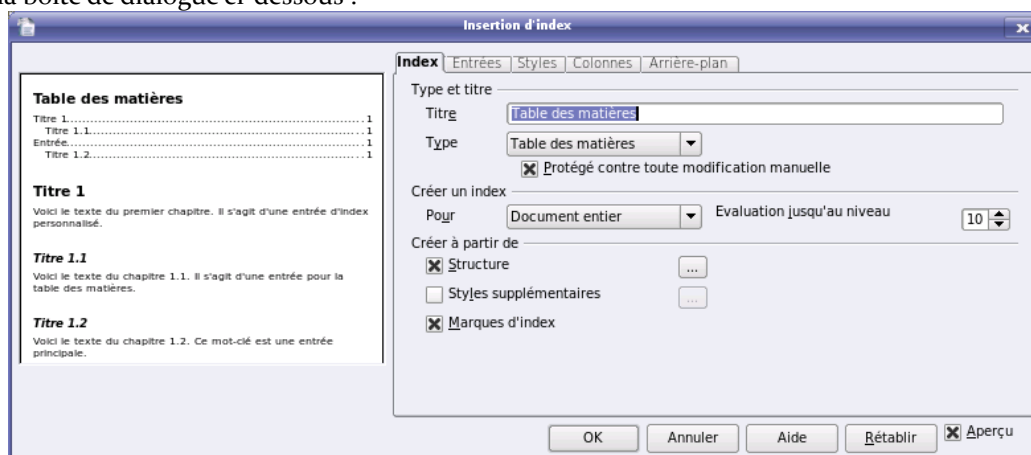 la boîte de dialogue ci-dessous :
Insertion d'index
Index Entrées Styles Colonnes Arrière-plan
Table des matières
Titre 1 1
Titre 1.1 1
Entrée 1
Titre 1.2 1
Titre 1
Voici le texte du premier chapitre. Il s'agit d'une entrée d'index
personnalisé.
Titre 1.1
Voici le texte du chapitre 1.1. Il s'agit d'une entrée pour la
table des matières.
Titre 1.2
Voici le texte du chapitre 1.2. Ce mot-clé est une entrée
principale.
Type et titre
Titre Table des matières
Type Table des matières
Protégé contre toute modification manuelle
Créer un index
Pour Document entier Evaluation jusqu'au niveau 10
Créer à partir de
Structure ...
Styles supplémentaires ...
Marques d'index
OK Annuler Aide Rétablir Aperçu